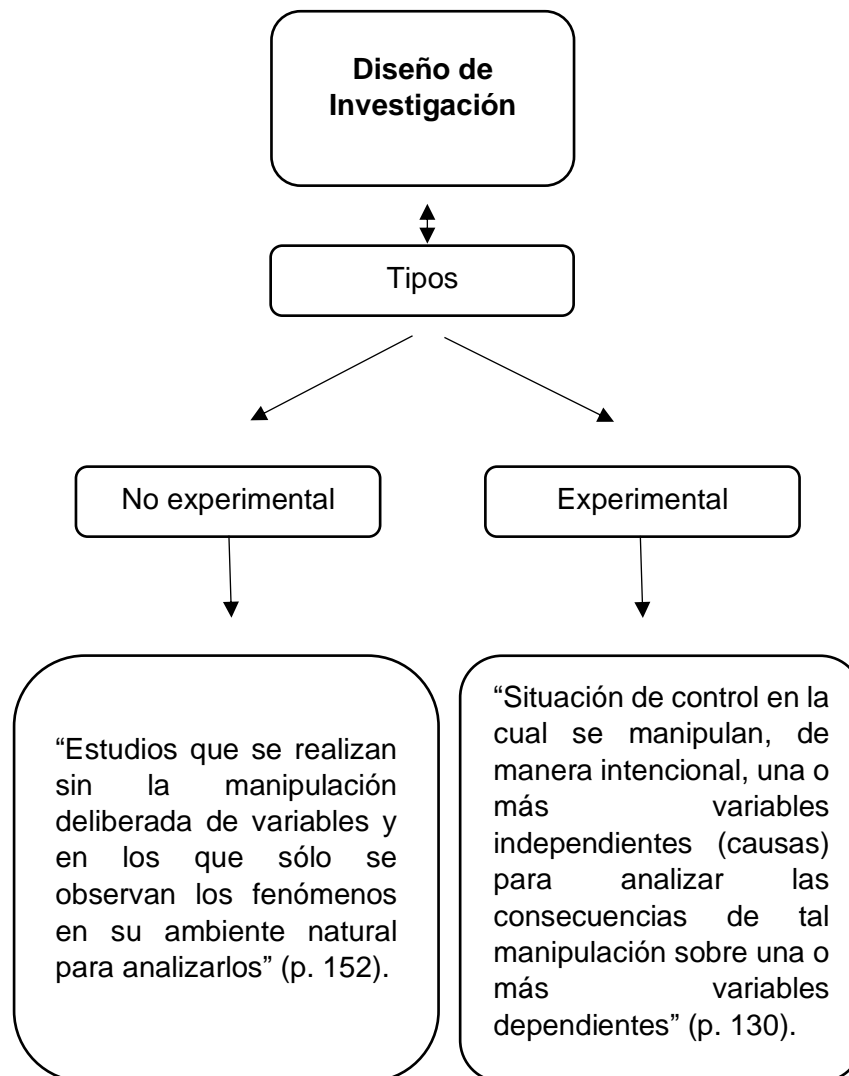 Diseño de
Investigación
Tipos
No experimental
Experimental
“Estudios que se realizan
sin la manipulación
deliberada de variables y
en los que sólo se
observan los fenómenos
en su ambiente natural
para analizarlos” (p. 152).
“Situación de control en la
cual se manipulan, de
manera intencional, una o
más variables
independientes (causas)
para analizar las
consecuencias de tal
manipulación sobre una o
más variables
dependientes” (p. 130).